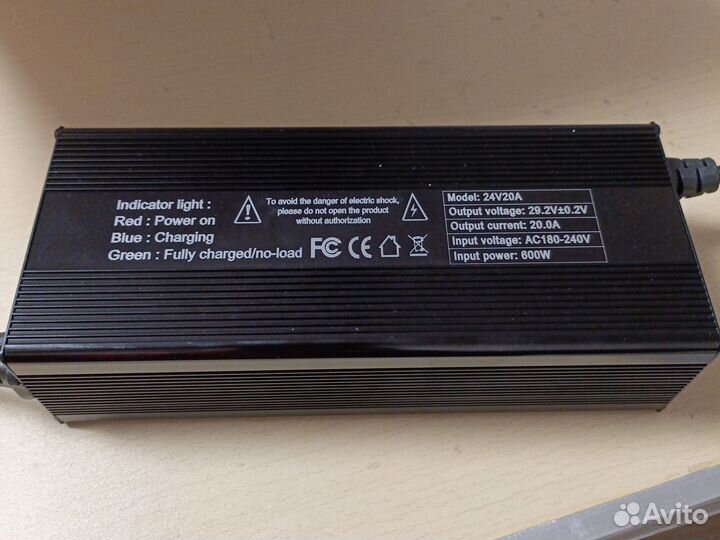 Indicator light :
Red : Power on
Blue : Charging
Green : Fully charged/no-load
To avoid the danger of electric shock,
please do not open the product
without authorization
FC CE
Model: 24V20A
Output voltage: 29.2V±0.2V
Output current: 20.0A
Input voltage: AC180-240V
Input power: 600W
Avito